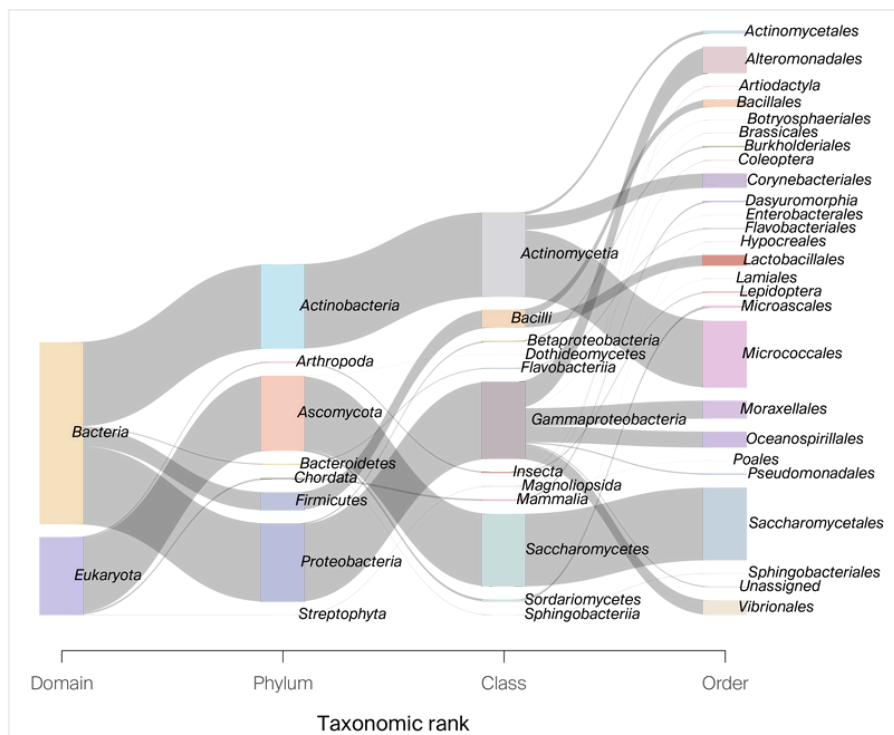 Bacteria
Eukaryota
Actinobacteria
Arthropoda
Ascomycota
Bacteroidetes
Chordata
Firmicutes
Proteobacteria
Streptophyta
Actinomycetia
Bacilli
Betaproteobacteria
Dothideomycetes
Flavobacteriia
Gammaproteobacteria
Insecta
Magnoliopsida
Mammalia
Saccharomycetes
Sordariomycetes
Sphingobacteriia
Actinomycetales
Alteromonadales
Artiodactyla
Bacillales
Botryosphaeriales
Brassicales
Burkholderiales
Coleoptera
Corynebacteriales
Dasyuromorphia
Enterobacterales
Flavobacteriales
Hypocreales
Lactobacillales
Lamiales
Lepidoptera
Microascales
Micrococcales
Moraxellales
Oceanospirillales
Poales
Pseudomonadales
Saccharomycetales
Sphingobacteriales
Unassigned
Vibrionales
Domain Phylum Class Order
Taxonomic rank